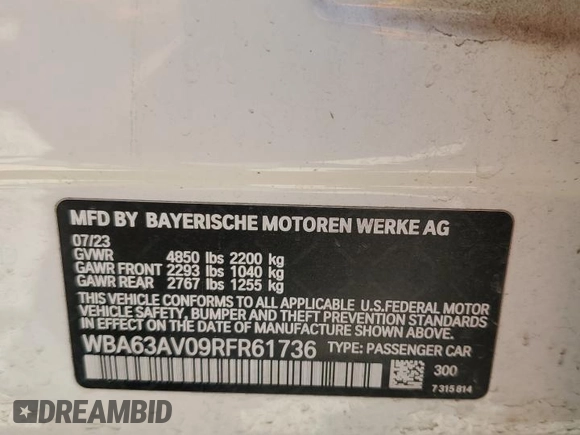 MFD BY BAYERISCHE MOTOREN WERKE AG
07/23
GVWR 4850 lbs 2200 kg
GAWR FRONT 2293 lbs 1040 kg
GAWR REAR 2767 lbs 1255 kg
THIS VEHICLE CONFORMS TO ALL APPLICABLE U.S.FEDERAL MOTOR
VEHICLE SAFETY, BUMPER AND THEFT PREVENTION STANDARDS
IN EFFECT ON THE DATE OF MANUFACTURE SHOWN ABOVE.
WBA63AV09RFR61736 TYPE: PASSENGER CAR
300
7 315 814
DREAMBID